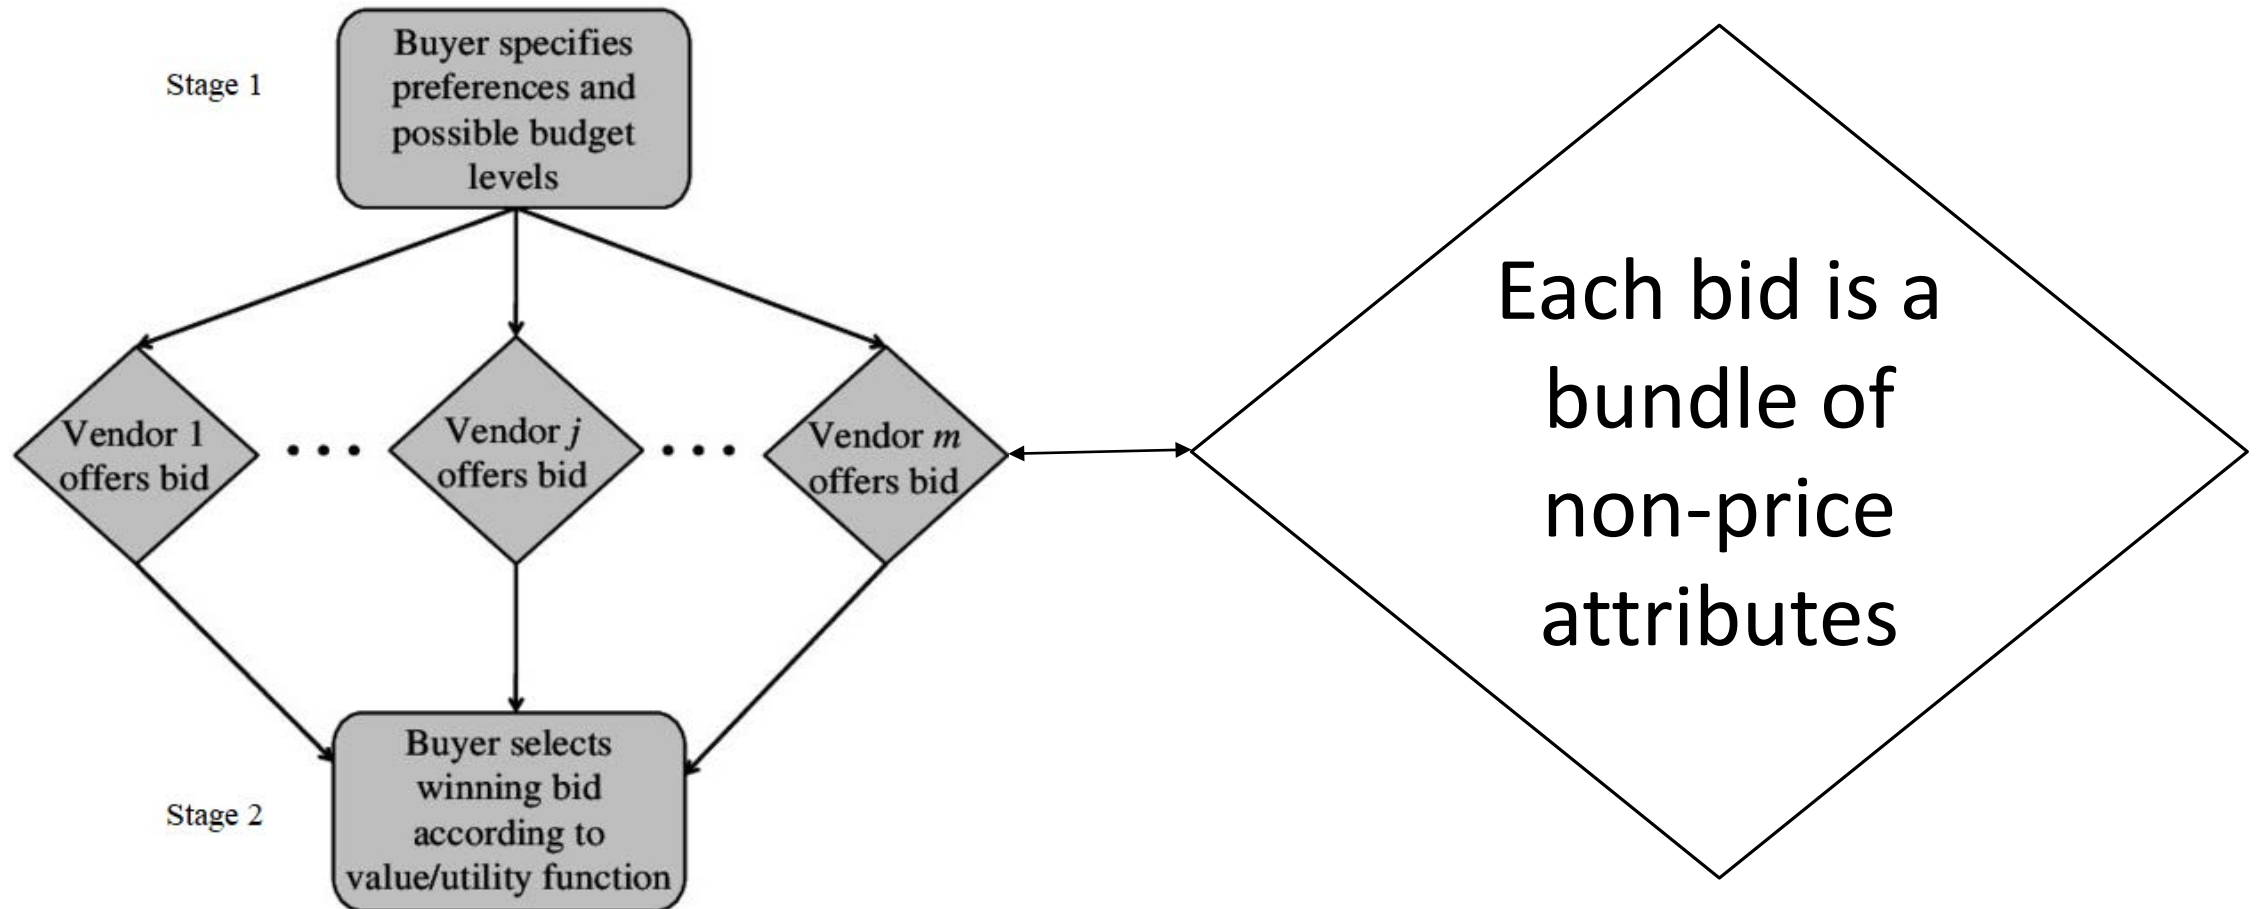 Stage 1
Buyer specifies
preferences and
possible budget
levels
Vendor 1
offers bid
Vendor j
offers bid
Vendor m
offers bid
Each bid is a
bundle of
non-price
attributes
Stage 2
Buyer selects
winning bid
according to
value/utility function